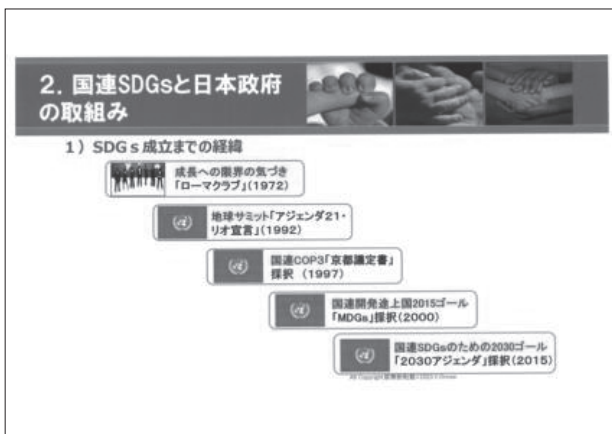 2. 国連SDGsと日本政府
の取組み
1）SDGｓ成立までの経緯
成長への限界の気づき
「ローマクラブ」(1972)
地球サミット「アジェンダ21・
リオ宣言」(1992)
国連COP3「京都議定書」
採択 (1997)
国連開発途上国2015ゴール
「MDGs」採択(2000)
国連SDGsのための2030ゴール
「2030アジェンダ」採択(2015)